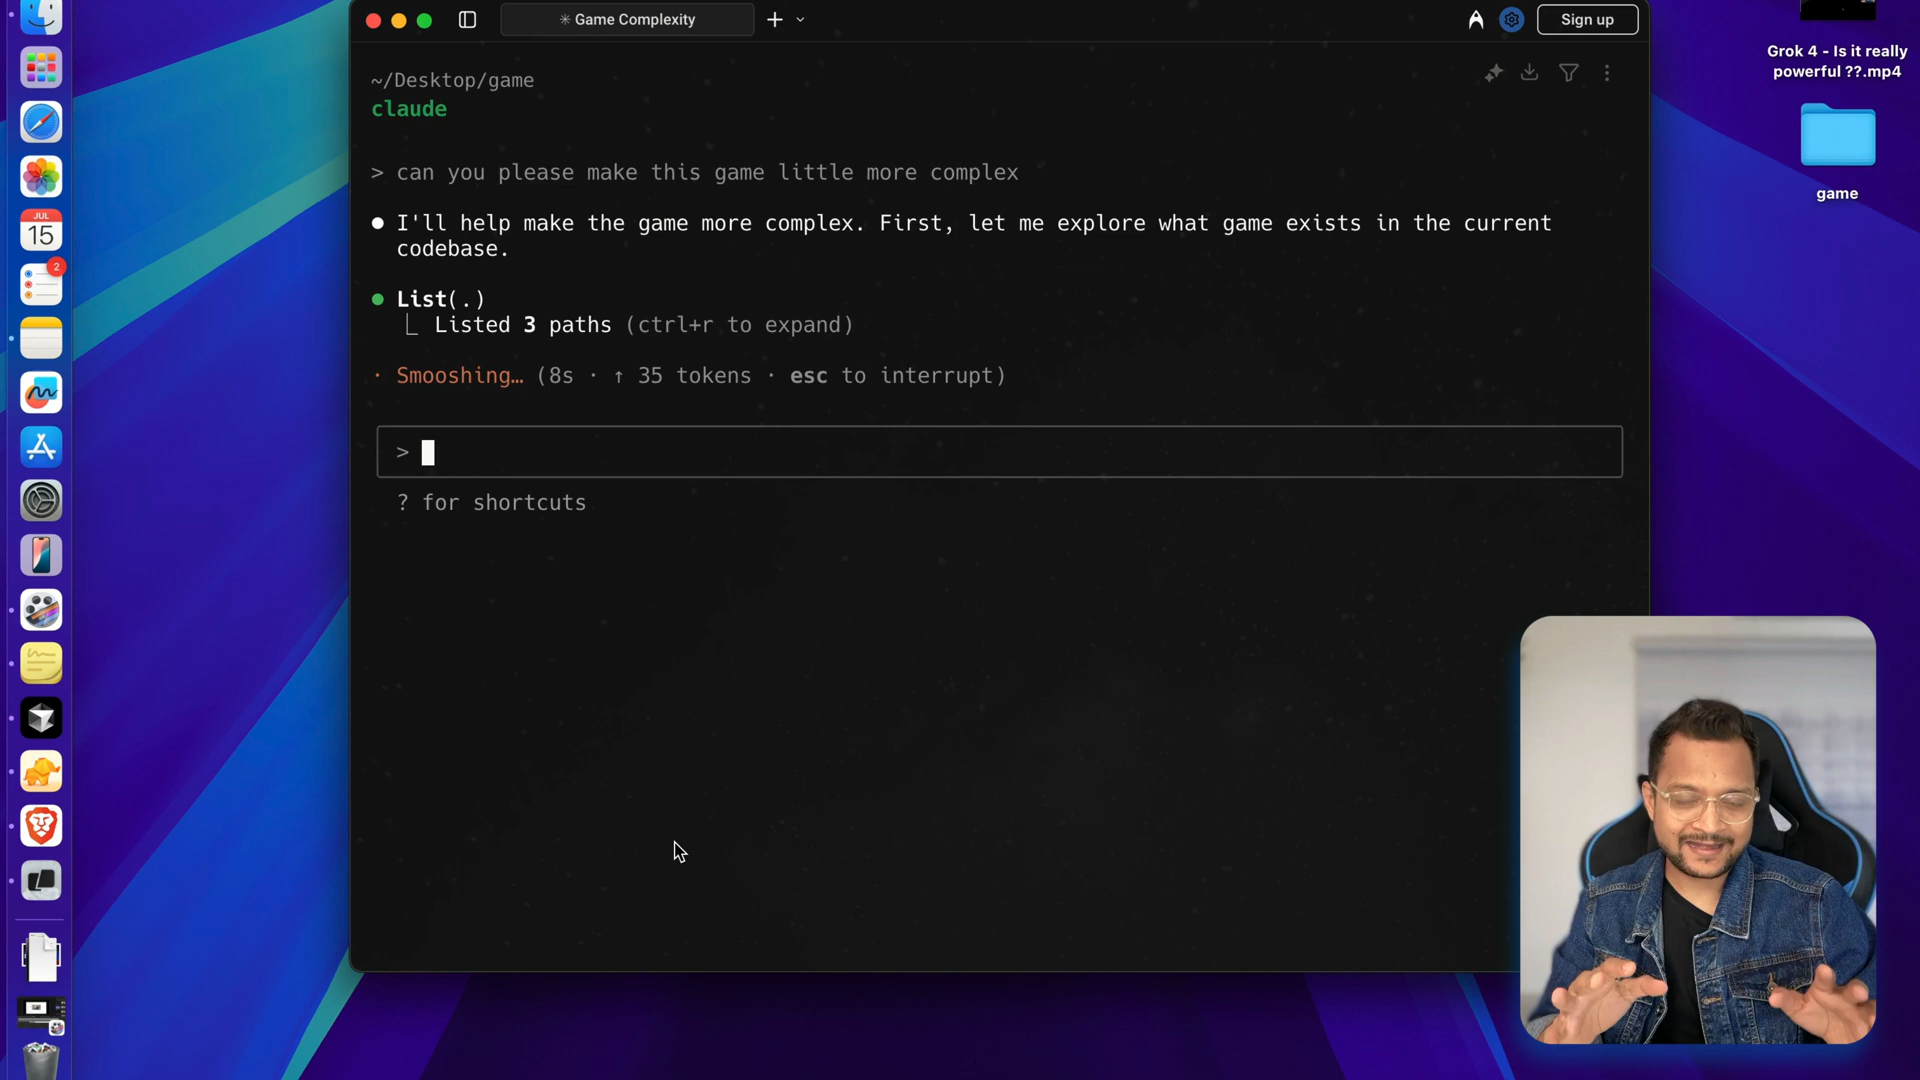 ✳ Game Complexity
Sign up
~/Desktop/game
claude
> can you please make this game little more complex
● I'll help make the game more complex. First, let me explore what game exists in the current
codebase.
● List(.)
⎿ Listed 3 paths (ctrl+r to expand)
· Smooshing… (8s · ↑ 35 tokens · esc to interrupt)
>
? for shortcuts
Grok 4 - Is it really
powerful ??.mp4
game
JUL
15
2